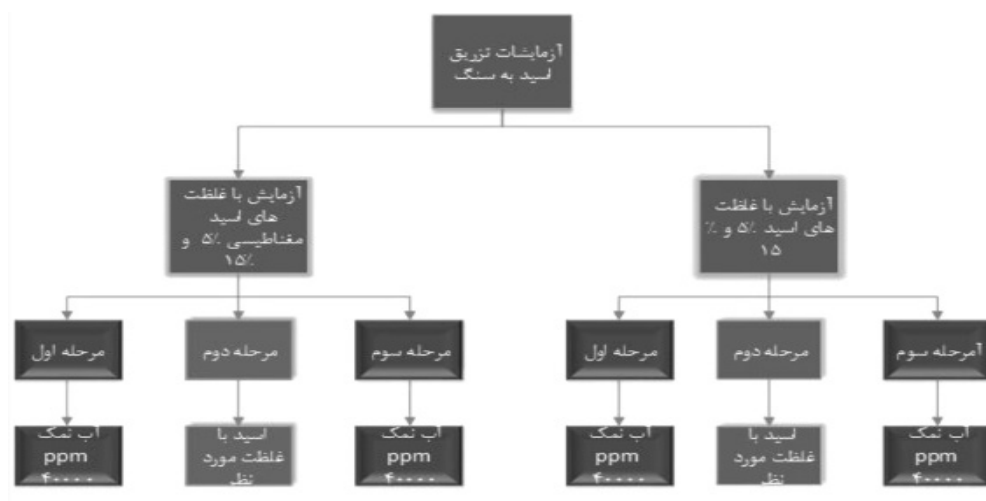 آزمایشات تزریق
اسید به سنگ
آزمایش با غلظت
های اسید ۵٪ و ٪
۱۵
آزمایش با غلظت
های اسید
مغناطیسی ۵٪ و
۱۵٪
آمرحله سوم
مرحله دوم
مرحله اول
مرحله سوم
مرحله دوم
مرحله اول
آب نمک
ppm
۴۰۰۰۰
اسید با
غلظت مورد
نظر
آب نمک
ppm
۴۰۰۰۰
آب نمک
ppm
۴۰۰۰۰
اسید با
غلظت مورد
نظر
آب نمک
ppm
۴۰۰۰۰